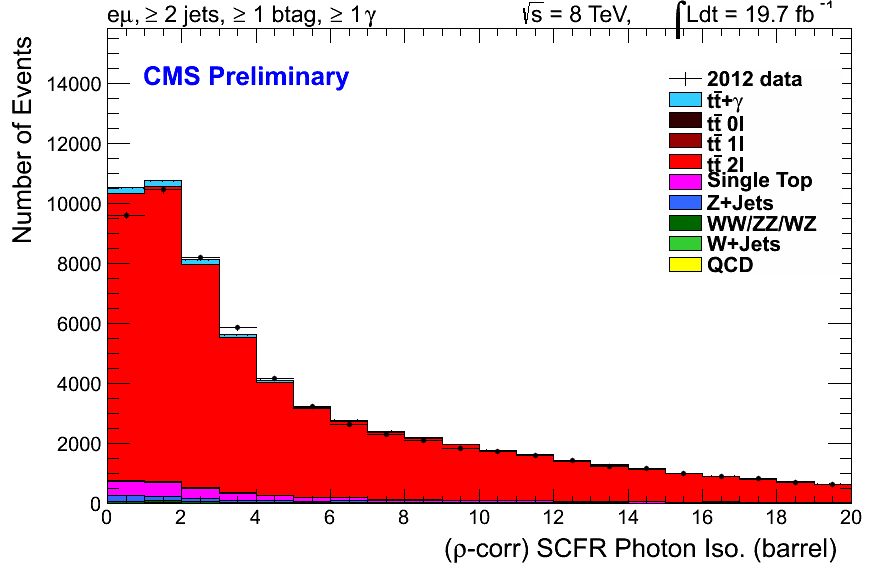 eμ, ≥ 2 jets, ≥ 1 btag, ≥ 1 γ
√s = 8 TeV, ∫Ldt = 19.7 fb⁻¹
CMS Preliminary
2012 data
tt̄+γ
tt̄ 0l
tt̄ 1l
tt̄ 2l
Single Top
Z+Jets
WW/ZZ/WZ
W+Jets
QCD
Number of Events
14000
12000
10000
8000
6000
4000
2000
0
0 2 4 6 8 10 12 14 16 18 20
(ρ-corr) SCFR Photon Iso. (barrel)